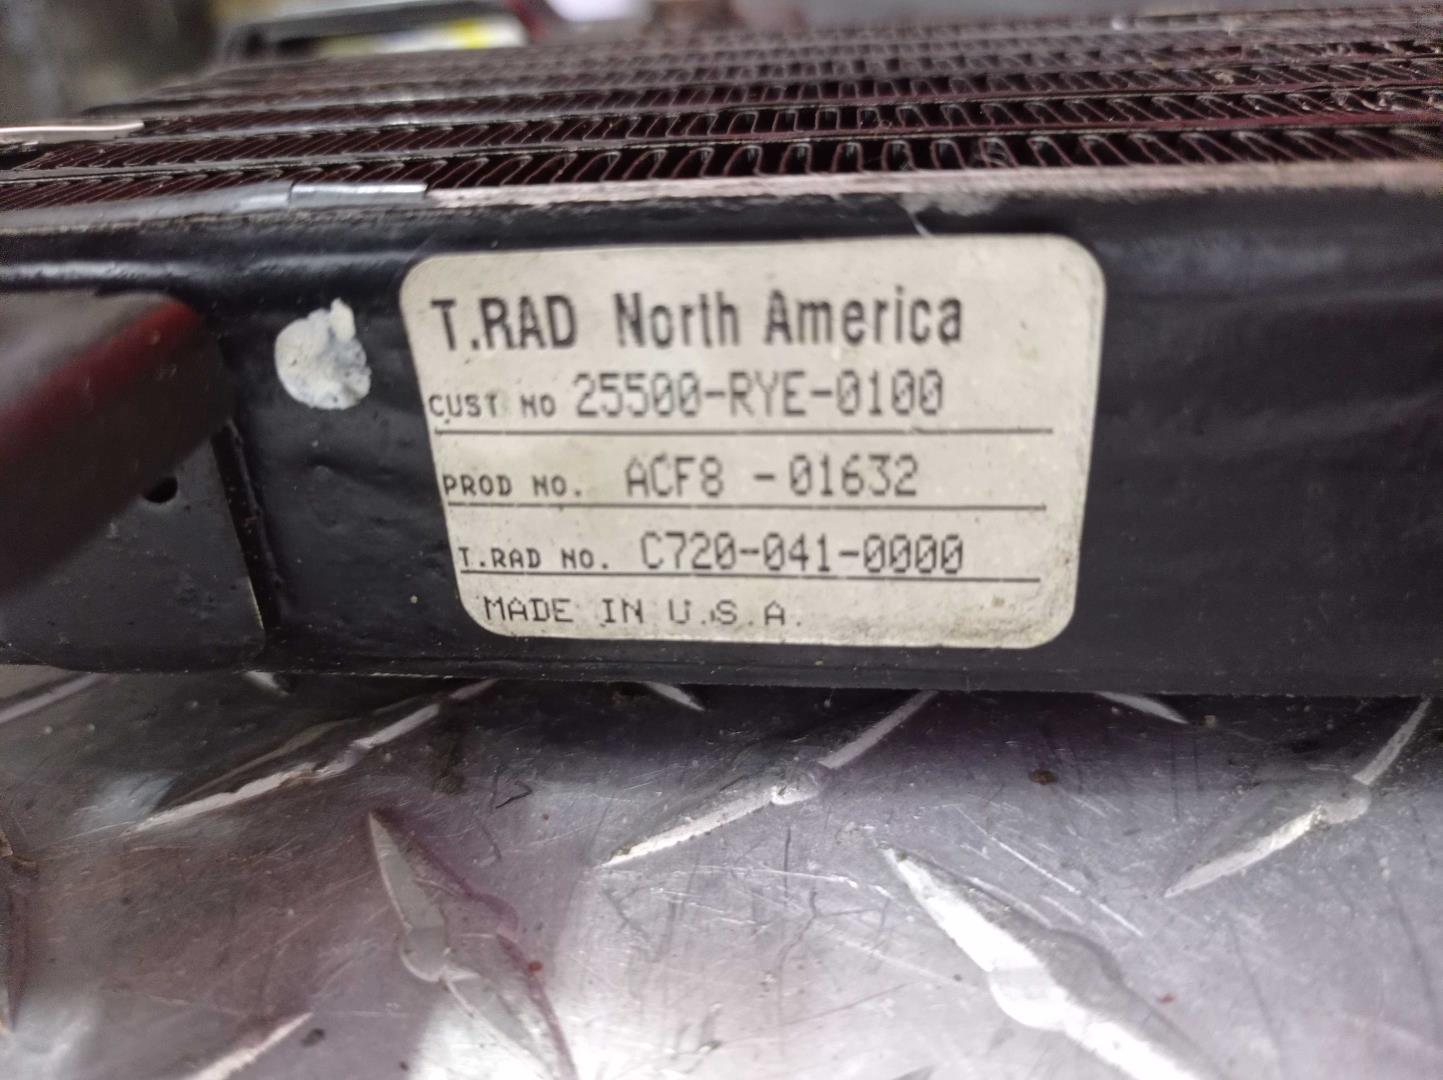 T.RAD North America
CUST NO 25500-RYE-0100
PROD NO. ACF8 -01632
T.RAD NO. C720-041-0000
MADE IN U.S.A.